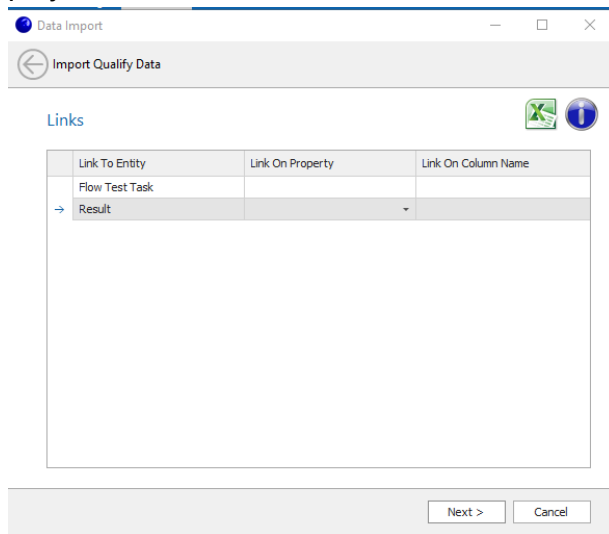 Data Import
Import Qualify Data
Links
Link To Entity Link On Property Link On Column Name
Flow Test Task
Result
Next > Cancel